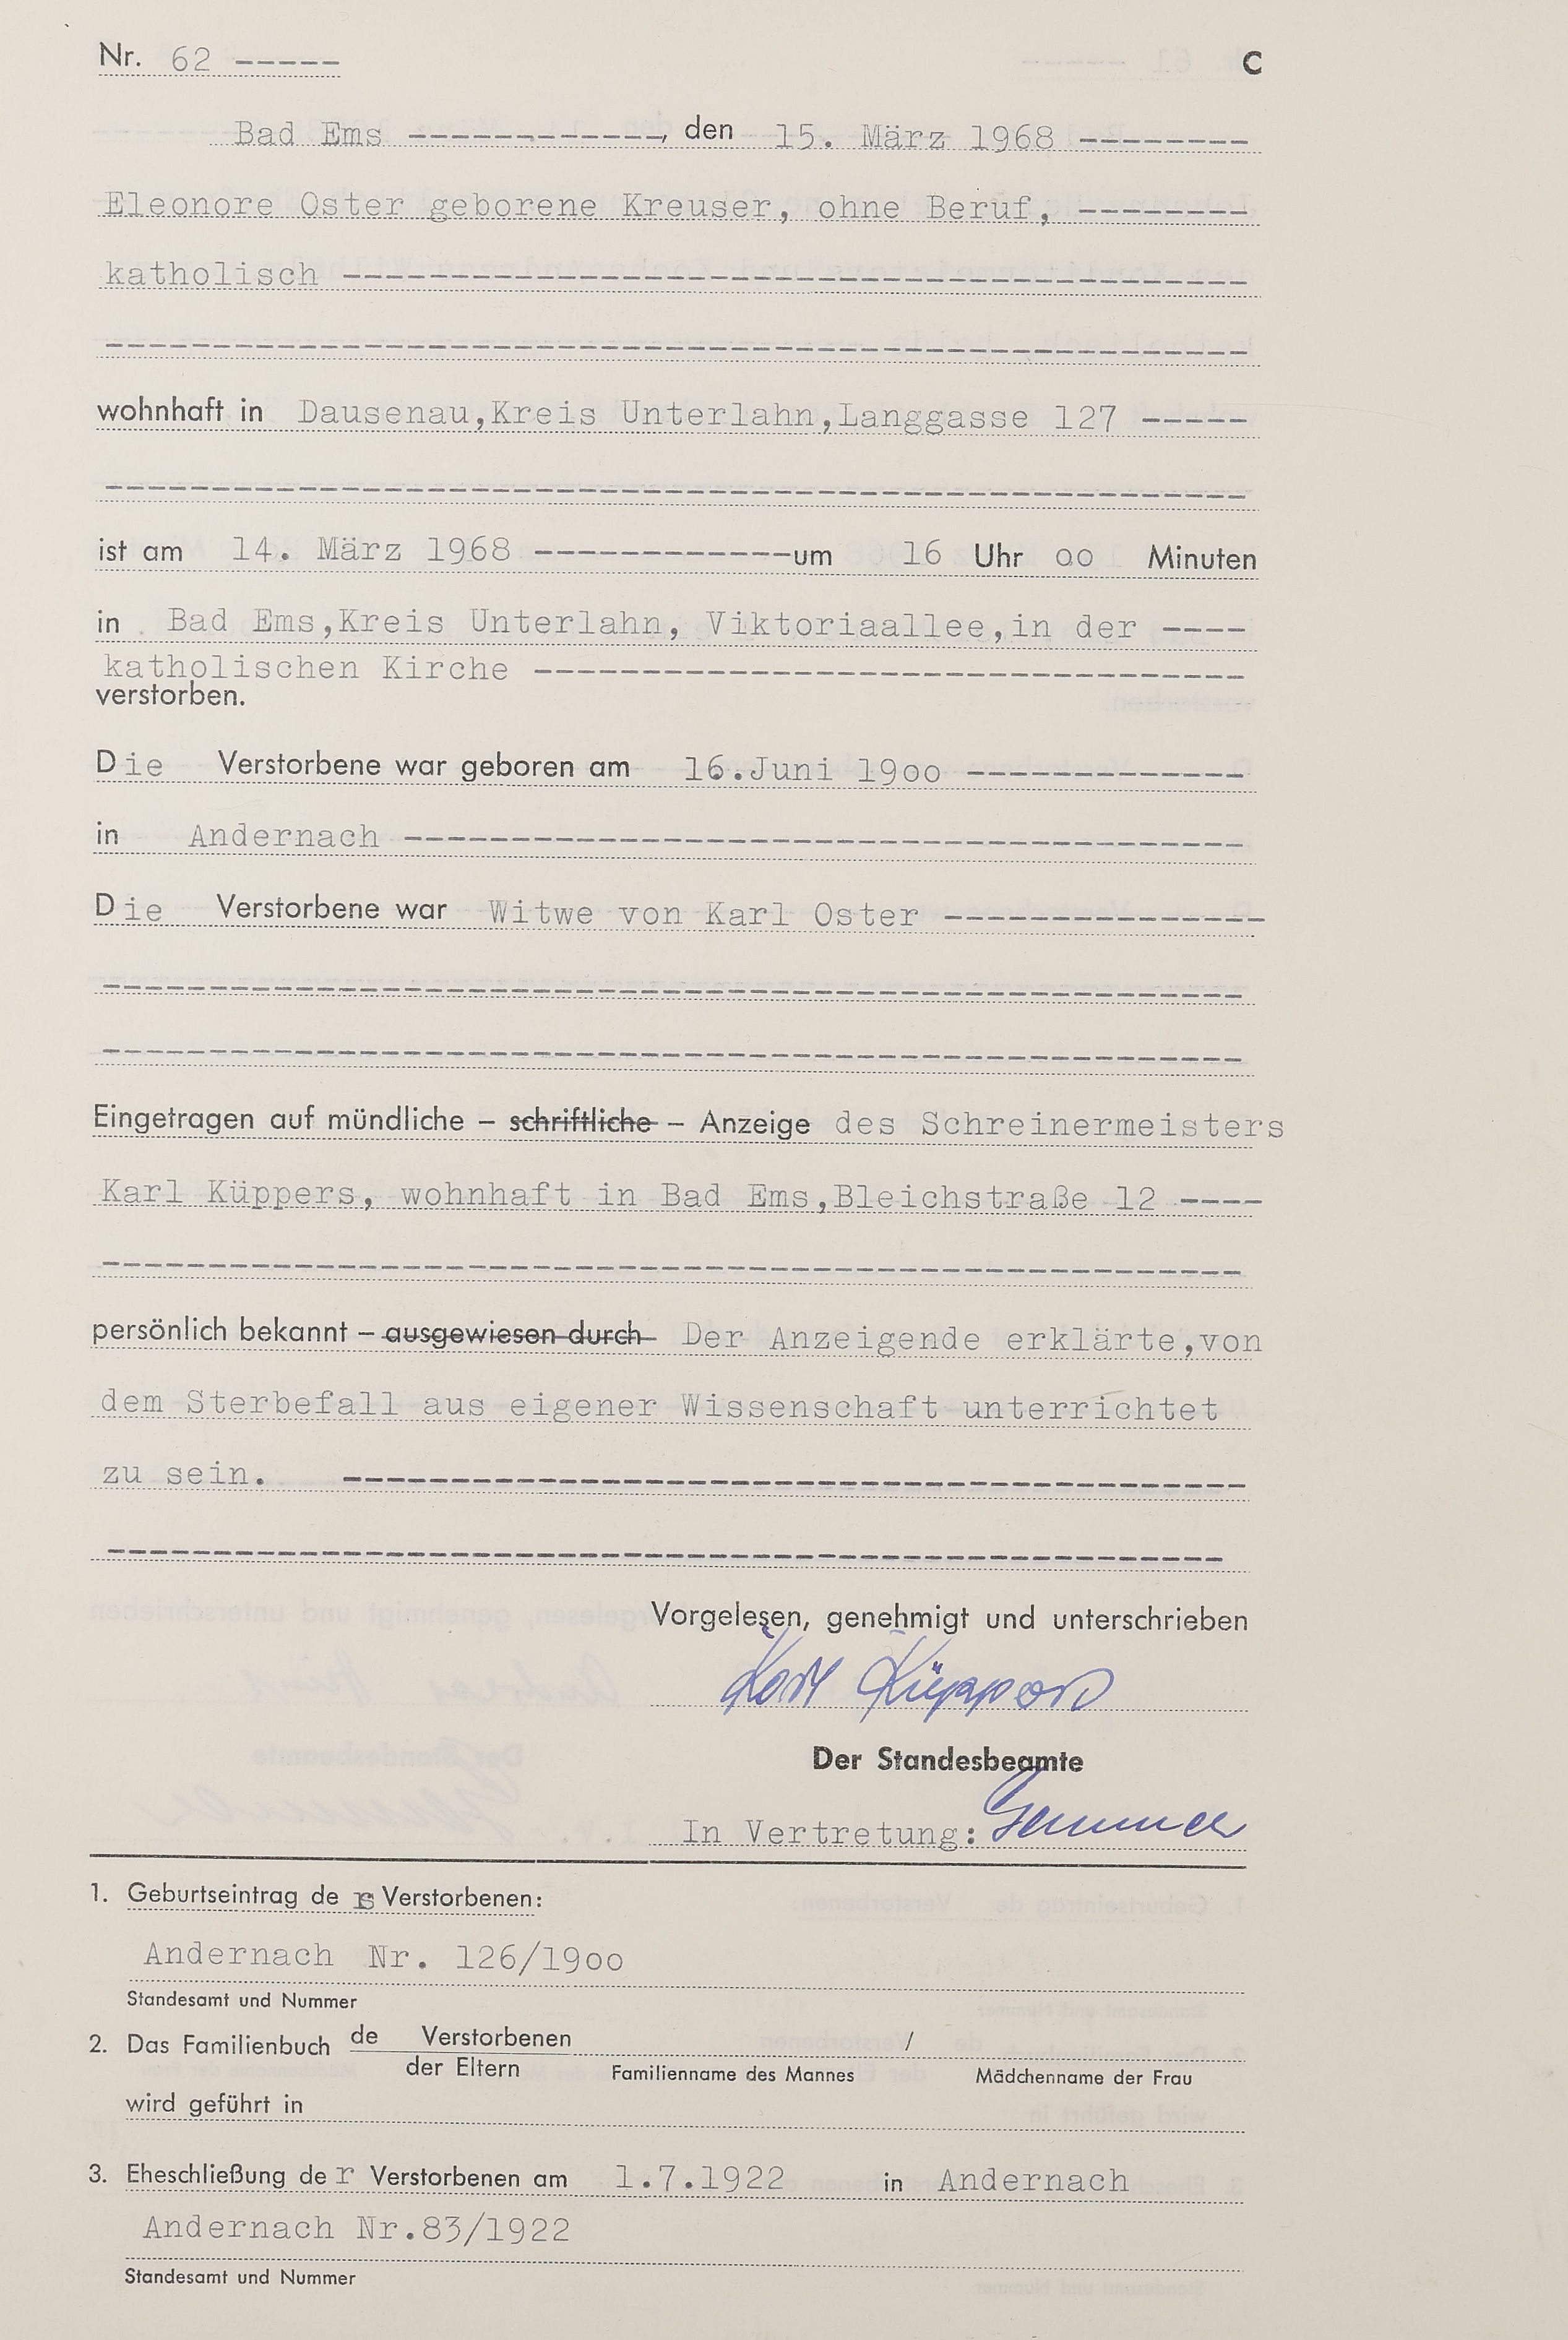 Nr. 62 ----- C
Bad Ems ------------, den 15. März 1968 --------
Eleonore Oster geborene Kreuser, ohne Beruf, --------
katholisch --------------------------------
wohnhaft in Dausenau,Kreis Unterlahn,Langgasse 127 -----
ist am 14. März 1968 ------------um 16 Uhr oo Minuten
in Bad Ems,Kreis Unterlahn, Viktoriaallee,in der ----
katholischen Kirche -------------------------
verstorben.
Die Verstorbene war geboren am 16.Juni 19oo -------------
in Andernach ------------------------------
Die Verstorbene war Witwe von Karl Oster ---------------
Eingetragen auf mündliche – schriftliche – Anzeige des Schreinermeisters
Karl Küppers, wohnhaft in Bad Ems,Bleichstraße 12 ----
persönlich bekannt – ausgewiesen durch Der Anzeigende erklärte,von
dem Sterbefall aus eigener Wissenschaft unterrichtet
zu sein. --------------------------------
Vorgelesen, genehmigt und unterschrieben
Karl Küppers
Der Standesbeamte
In Vertretung:
1. Geburtseintrag de r Verstorbenen:
Andernach Nr. 126/19oo
Standesamt und Nummer
2. Das Familienbuch de Verstorbenen /
der Eltern Familienname des Mannes Mädchenname der Frau
wird geführt in
3. Eheschließung der Verstorbenen am 1.7.1922 in Andernach
Andernach Nr.83/1922
Standesamt und Nummer